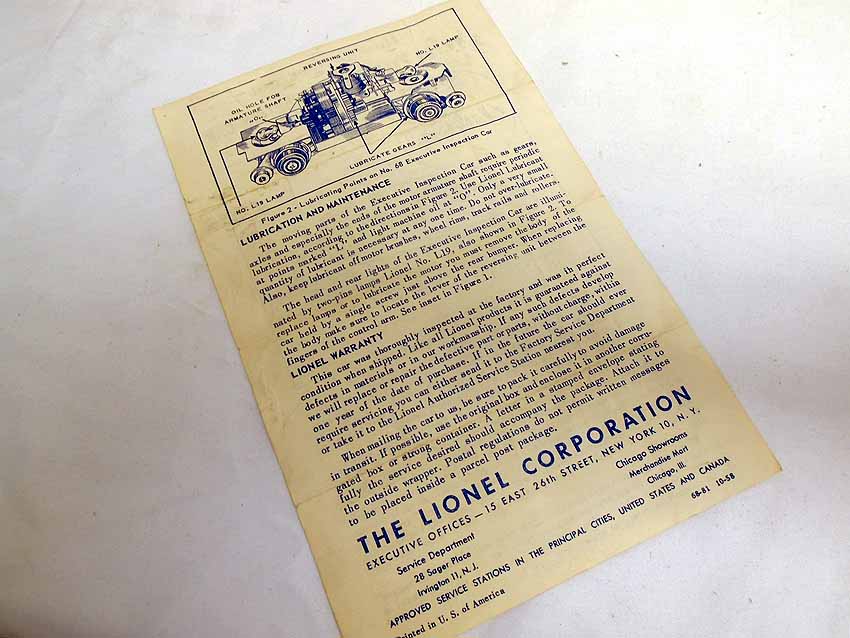 REVERSING UNIT
NO. L19 LAMP
OIL HOLE FOR
ARMATURE SHAFT
"O"
LUBRICATE GEARS "L"
NO. L19 LAMP
Figure 2 - Lubricating Points on No. 68 Executive Inspection Car
LUBRICATION AND MAINTENANCE
The moving parts of the Executive Inspection Car such as gears,
axles and especially the ends of the motor armature shaft require periodic
lubrication, according to the directions in Figure 2. Use Lionel Lubricant
at points marked "L" and light machine oil at "O". Only a very small
quantity of lubricant is necessary at any one time. Do not over-lubricate.
Also, keep lubricant off motor brushes, wheel tires, track rails and rollers.
The head and rear lights of the Executive Inspection Car are illumi-
nated by two-pins lamps Lionel No. L19, also shown in Figure 2. To
replace lamps or to lubricate the motor you must remove the body of the
car held by a single screw just above the rear bumper. When replacing
the body make sure to locate the lever of the reversing unit between the
fingers of the control arm. See inset in Figure 1.
LIONEL WARRANTY
This car was thoroughly inspected at the factory and was in perfect
condition when shipped. Like all Lionel products it is guaranteed against
defects in materials or in our workmanship. If any such defects develop
we will replace or repair the defective part or parts, without charge, within
one year of the date of purchase. If in the future the car should ever
require servicing you can either send it to the Factory Service Department
or take it to the Lionel Authorized Service Station nearest you.
When mailing the car to us, be sure to pack it carefully to avoid damage
in transit. If possible, use the original box and enclose it in another corru-
gated box or strong container. A letter in a stamped envelope stating
fully the service desired should accompany the package. Attach it to
the outside wrapper. Postal regulations do not permit written messages
to be placed inside a parcel post package.
THE LIONEL CORPORATION
EXECUTIVE OFFICES — 15 EAST 26th STREET, NEW YORK 10, N. Y.
Service Department
28 Sager Place
Irvington 11, N. J.
Chicago Showrooms
Merchandise Mart
Chicago, Ill.
APPROVED SERVICE STATIONS IN THE PRINCIPAL CITIES, UNITED STATES AND CANADA
Printed in U. S. of America
68-81 10-58